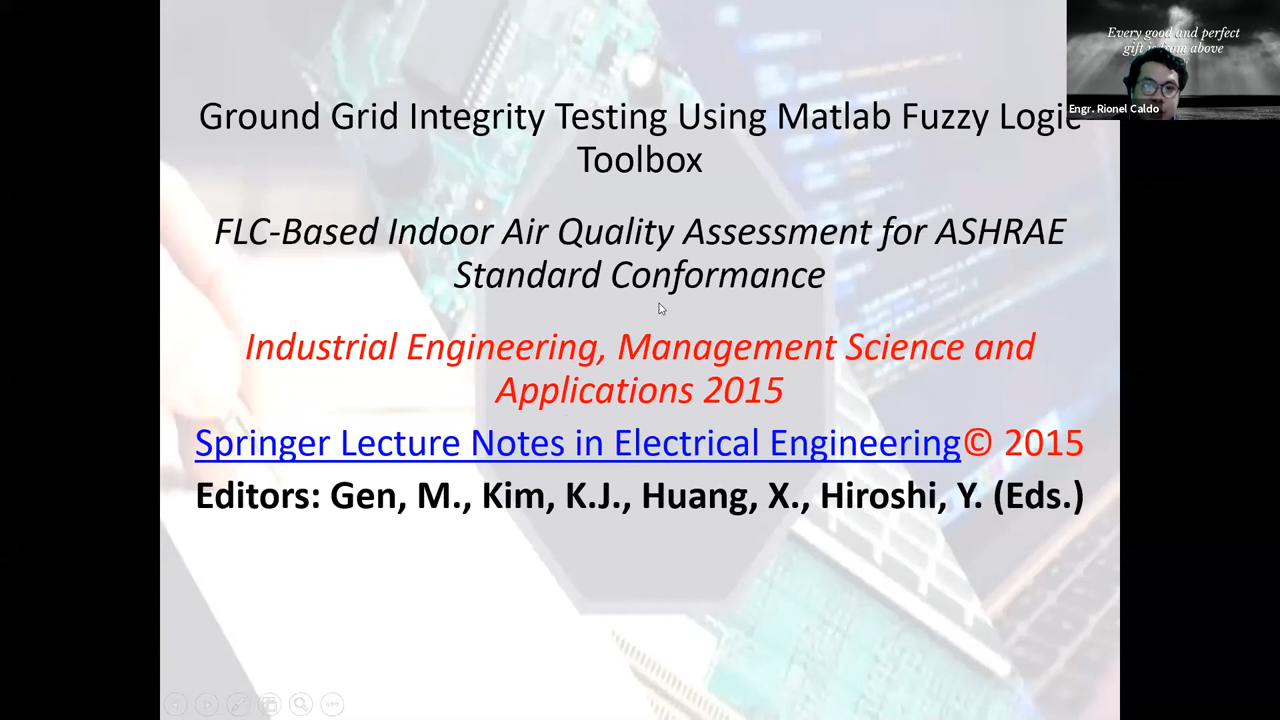 Every good and perfect
gift is from above
Engr. Rionel Caldo
Ground Grid Integrity Testing Using Matlab Fuzzy Logic
Toolbox
FLC-Based Indoor Air Quality Assessment for ASHRAE
Standard Conformance
Industrial Engineering, Management Science and
Applications 2015
Springer Lecture Notes in Electrical Engineering© 2015
Editors: Gen, M., Kim, K.J., Huang, X., Hiroshi, Y. (Eds.)